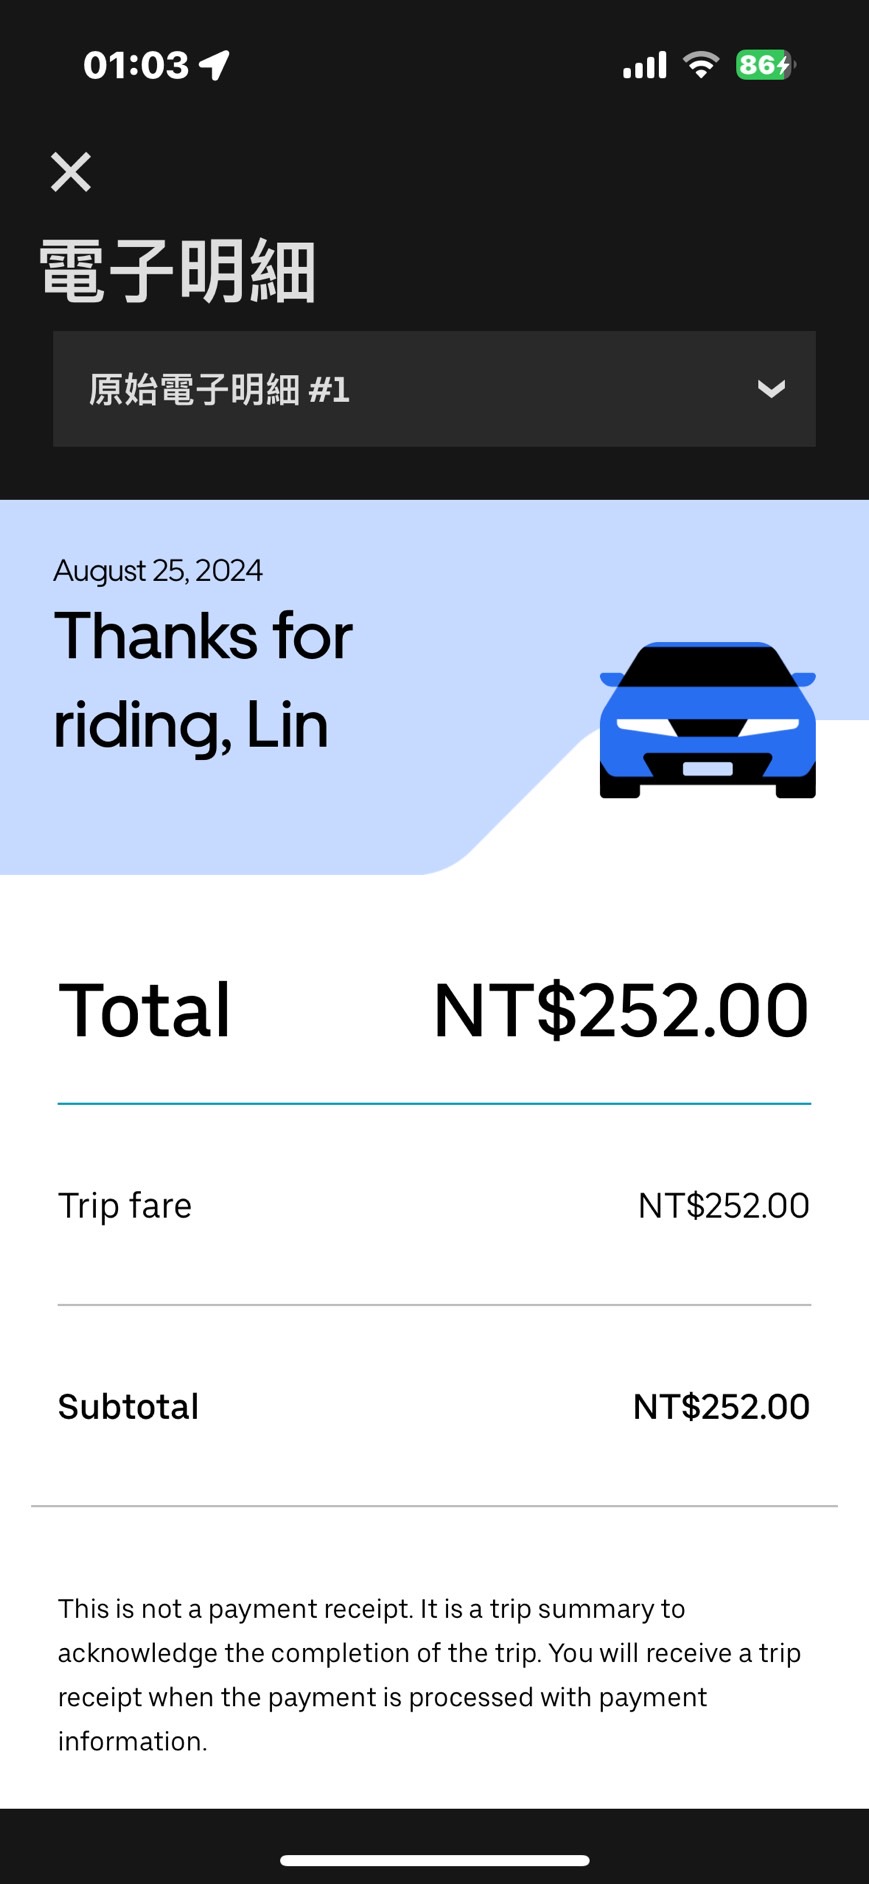 01:03
86
電子明細
原始電子明細 #1
August 25, 2024
Thanks for
riding, Lin
Total NT$252.00
Trip fare NT$252.00
Subtotal NT$252.00
This is not a payment receipt. It is a trip summary to
acknowledge the completion of the trip. You will receive a trip
receipt when the payment is processed with payment
information.